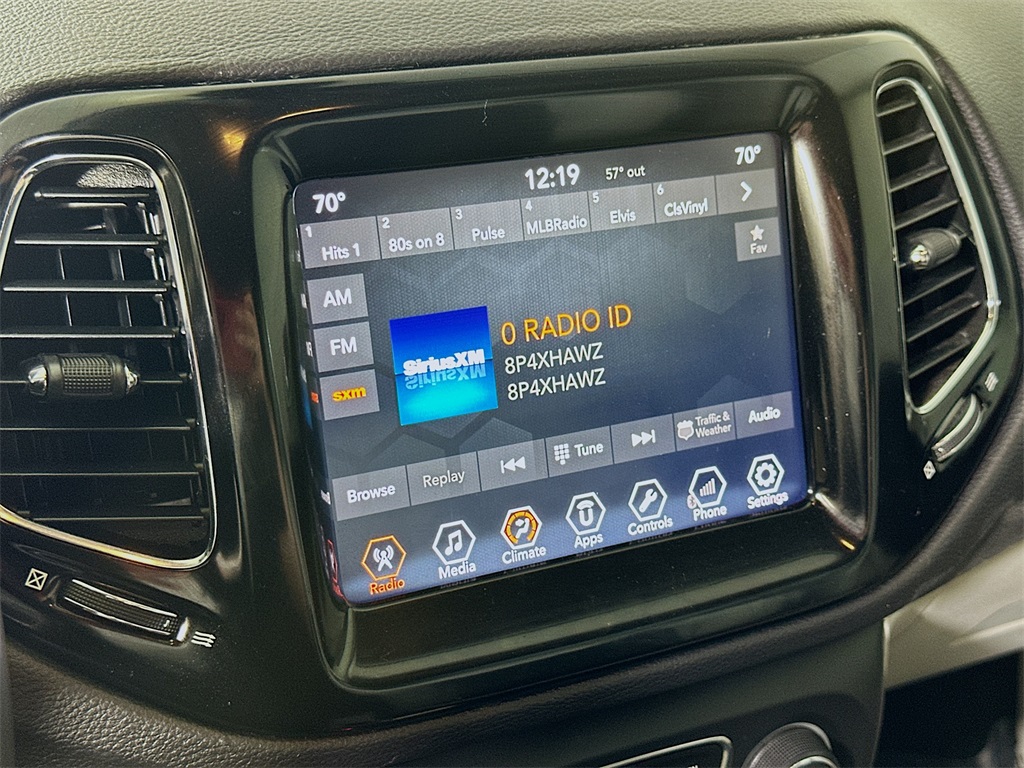 70° 12:19 57° out 70°
1 Hits 1 2 80s on 8 3 Pulse 4 MLBRadio 5 Elvis 6 ClsVinyl
Fav
AM
FM
sxm
SiriusXM
0 RADIO ID
8P4XHAWZ
8P4XHAWZ
Browse Replay Tune Traffic & Weather Audio
Radio Media Climate Apps Controls Phone Settings